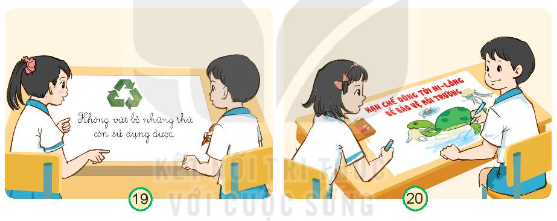 Không vứt bỏ những thứ
còn sử dụng được.
HẠN CHẾ DÙNG TÚI NI-LÔNG
ĐỂ BẢO VỆ MÔI TRƯỜNG
KẾT NỐI TRI THỨC
VỚI CUỘC SỐNG
19
20